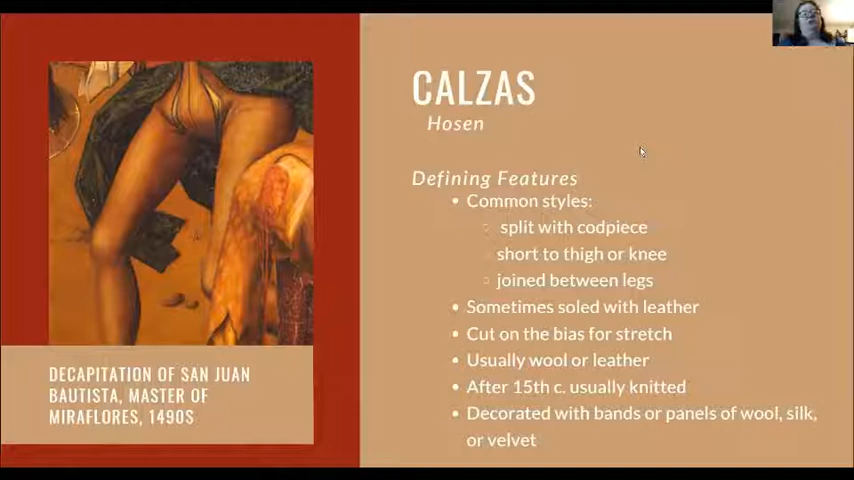 CALZAS
Hosen
Defining Features
• Common styles:
○ split with codpiece
○ short to thigh or knee
○ joined between legs
• Sometimes soled with leather
• Cut on the bias for stretch
• Usually wool or leather
• After 15th c. usually knitted
• Decorated with bands or panels of wool, silk,
or velvet
DECAPITATION OF SAN JUAN
BAUTISTA, MASTER OF
MIRAFLORES, 1490S